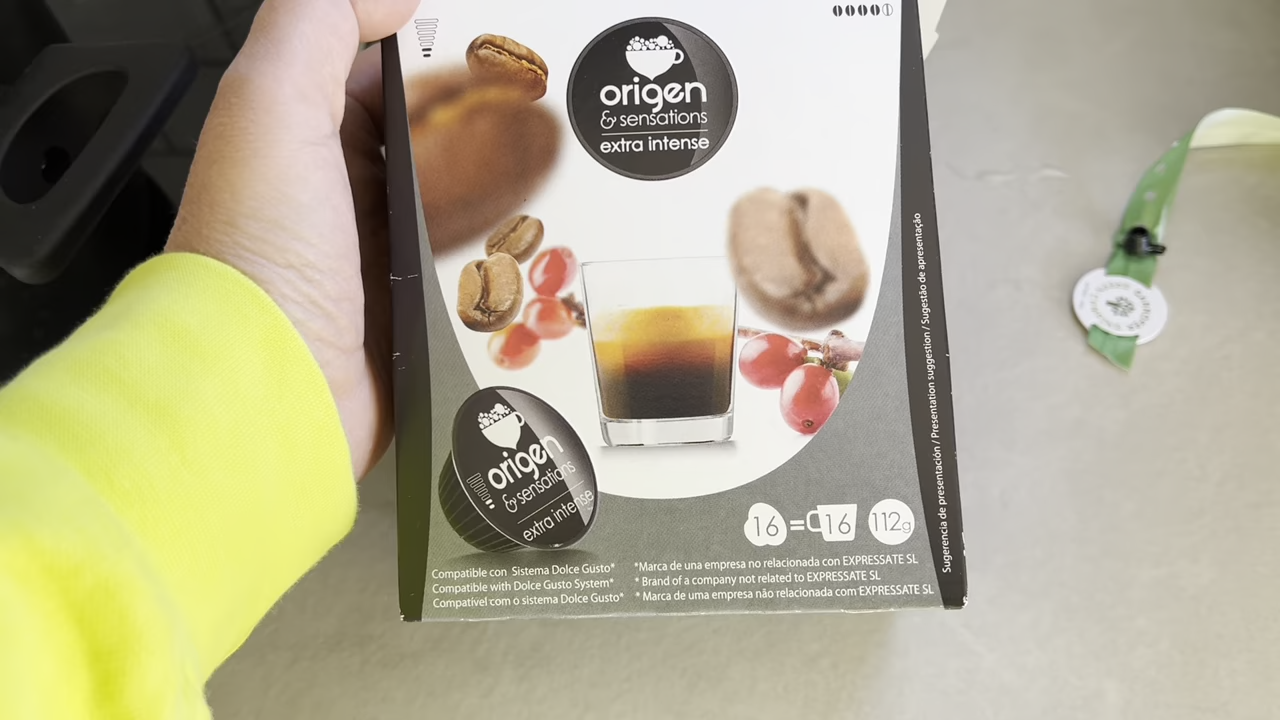 origen
& sensations
extra intense
origen
& sensations
extra intense
16=16 112g
Compatible con Sistema Dolce Gusto*
Compatible with Dolce Gusto System*
Compatível com o sistema Dolce Gusto*
*Marca de una empresa no relacionada con EXPRESSATE SL
* Brand of a company not related to EXPRESSATE SL
* Marca de uma empresa não relacionada com EXPRESSATE SL
Sugerencia de presentación / Presentation suggestion / Sugestão de apresentação